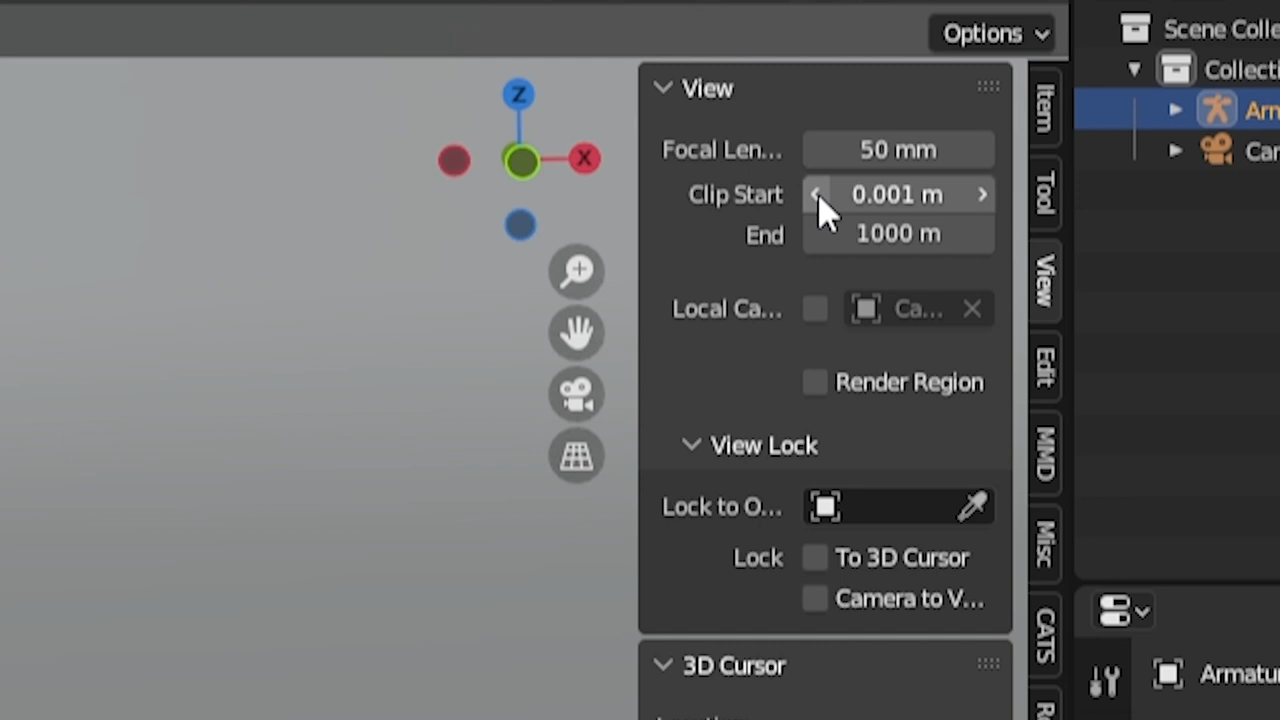 Options
Scene Colle
Collecti
Arn
Car
View
Z
X
Focal Len... 50 mm
Clip Start 0.001 m
End 1000 m
Local Ca... Ca...
Render Region
View Lock
Lock to O...
Lock To 3D Cursor
Camera to V...
3D Cursor
Item
Tool
View
Edit
MMD
Misc
CATS
Armatu